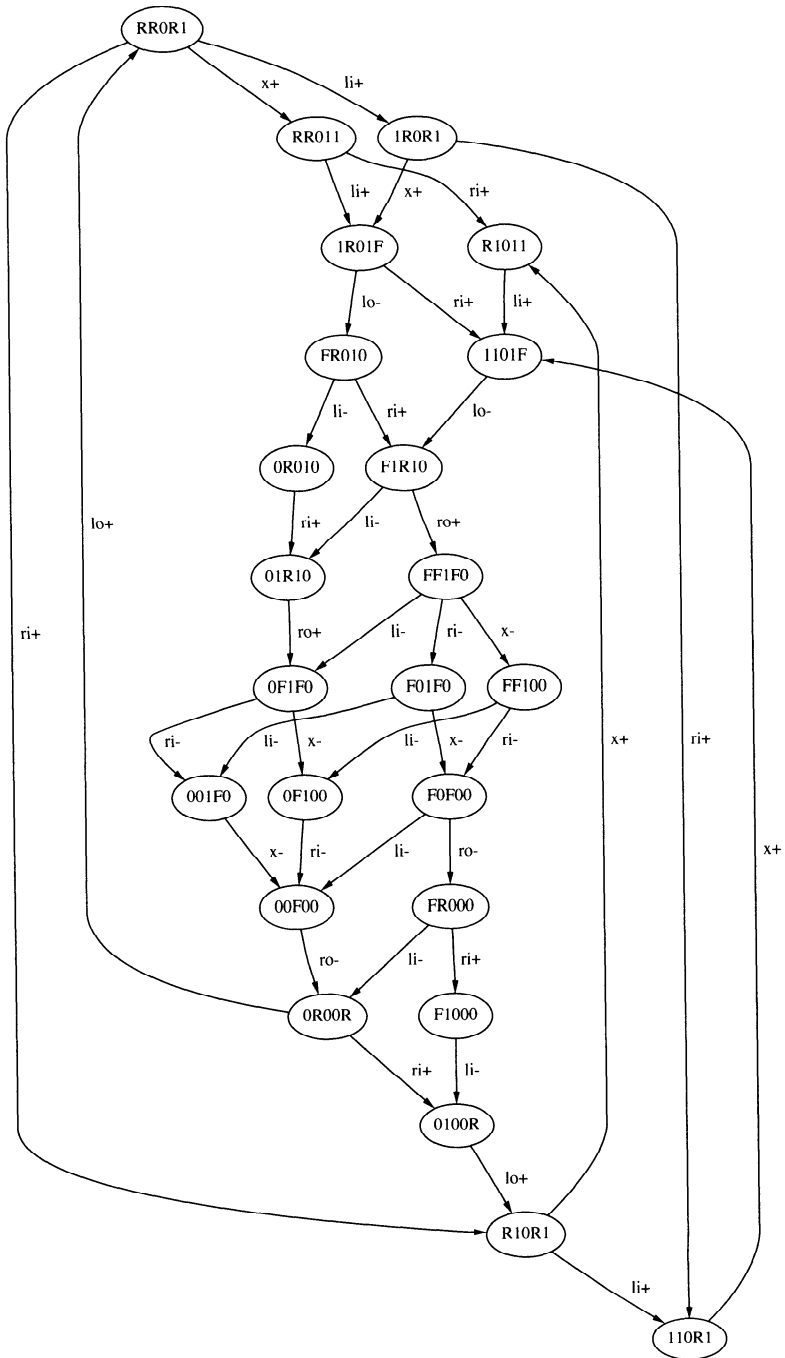 RR0R1
x+ li+
RR011 1R0R1
li+ x+ ri+
1R01F R1011
lo- ri+ li+
FR010 1101F
li- ri+ lo-
0R010 F1R10
lo+ ri+ li- ro+
01R10 FF1F0
ri+ ro+ li- ri- x-
0F1F0 F01F0 FF100
ri- li- x- li- x- ri- x+ ri+
001F0 0F100 F0F00
x- ri- li- ro- x+
00F00 FR000
ro- li- ri+
0R00R F1000
ri+ li-
0100R
lo+
R10R1
li+
110R1